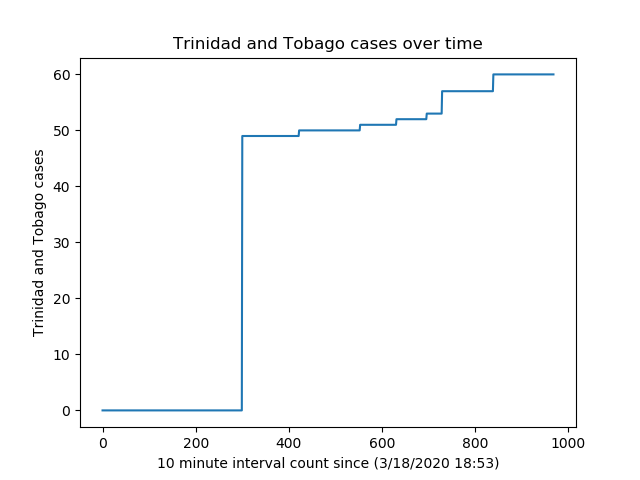 Trinidad and Tobago cases over time
Trinidad and Tobago cases
60
50
40
30
20
10
0
0 200 400 600 800 1000
10 minute interval count since (3/18/2020 18:53)